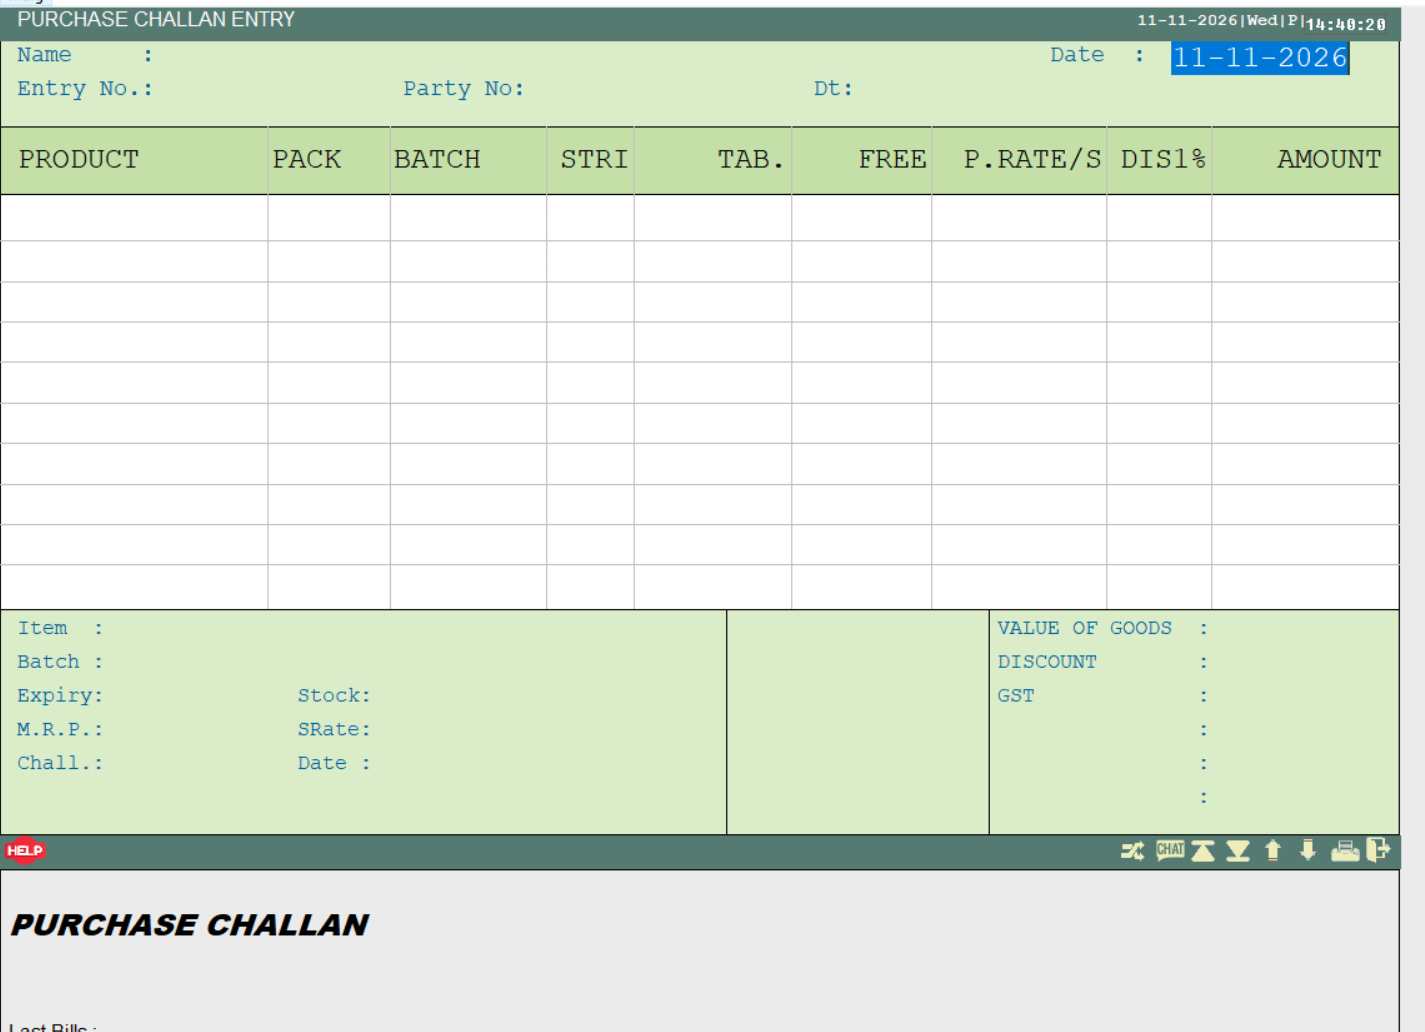 PURCHASE CHALLAN ENTRY 11-11-2026|Wed|P|14:40:20
Name : Date : 11-11-2026
Entry No.: Party No: Dt:
PRODUCT PACK BATCH STRI TAB. FREE P.RATE/S DIS1% AMOUNT
Item : VALUE OF GOODS :
Batch : DISCOUNT :
Expiry: Stock: GST :
M.R.P.: SRate: :
Chall.: Date : :
:
HELP CHAT
PURCHASE CHALLAN
Last Bills :